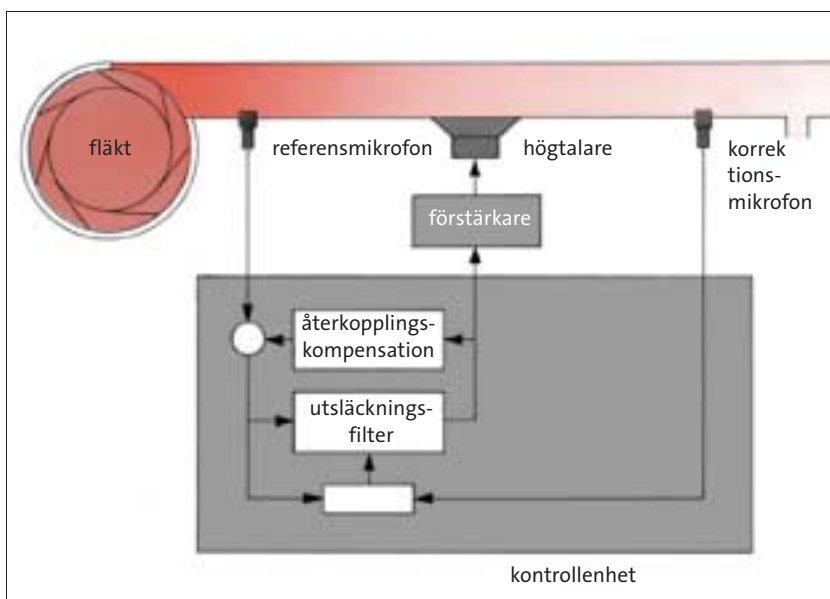 fläkt
referensmikrofon
högtalare
korrek
tions-
mikrofon
förstärkare
återkopplings-
kompensation
utsläcknings-
filter
kontrollenhet